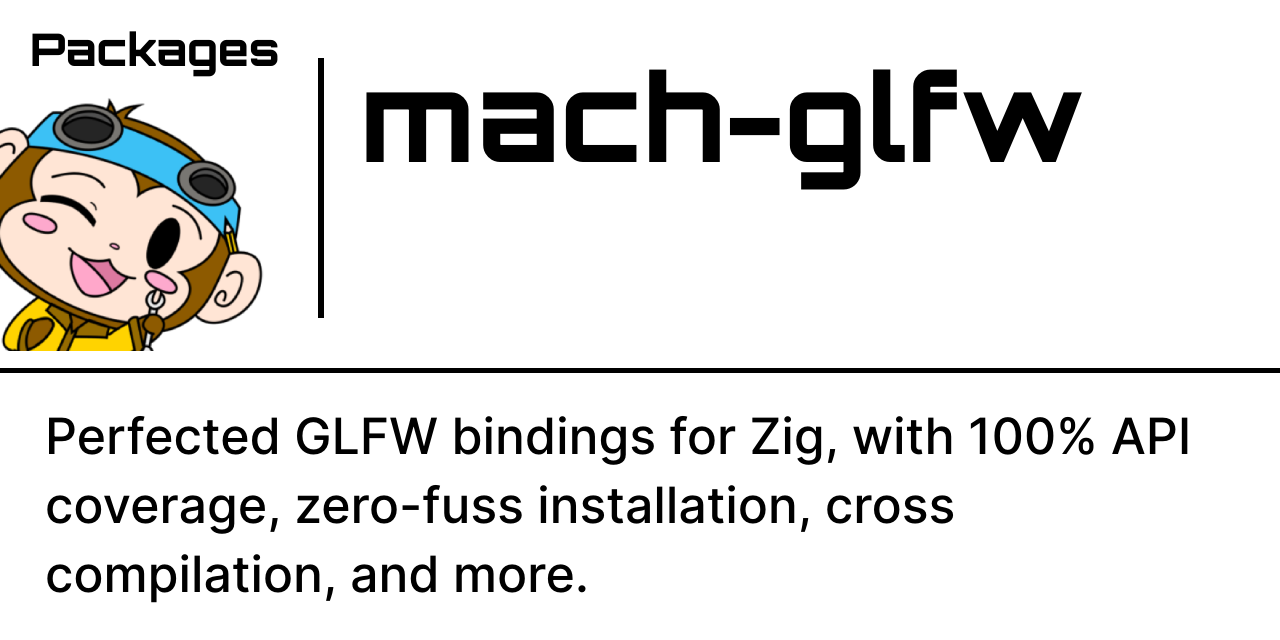 Packages
mach-glfw
Perfected GLFW bindings for Zig, with 100% API
coverage, zero-fuss installation, cross
compilation, and more.